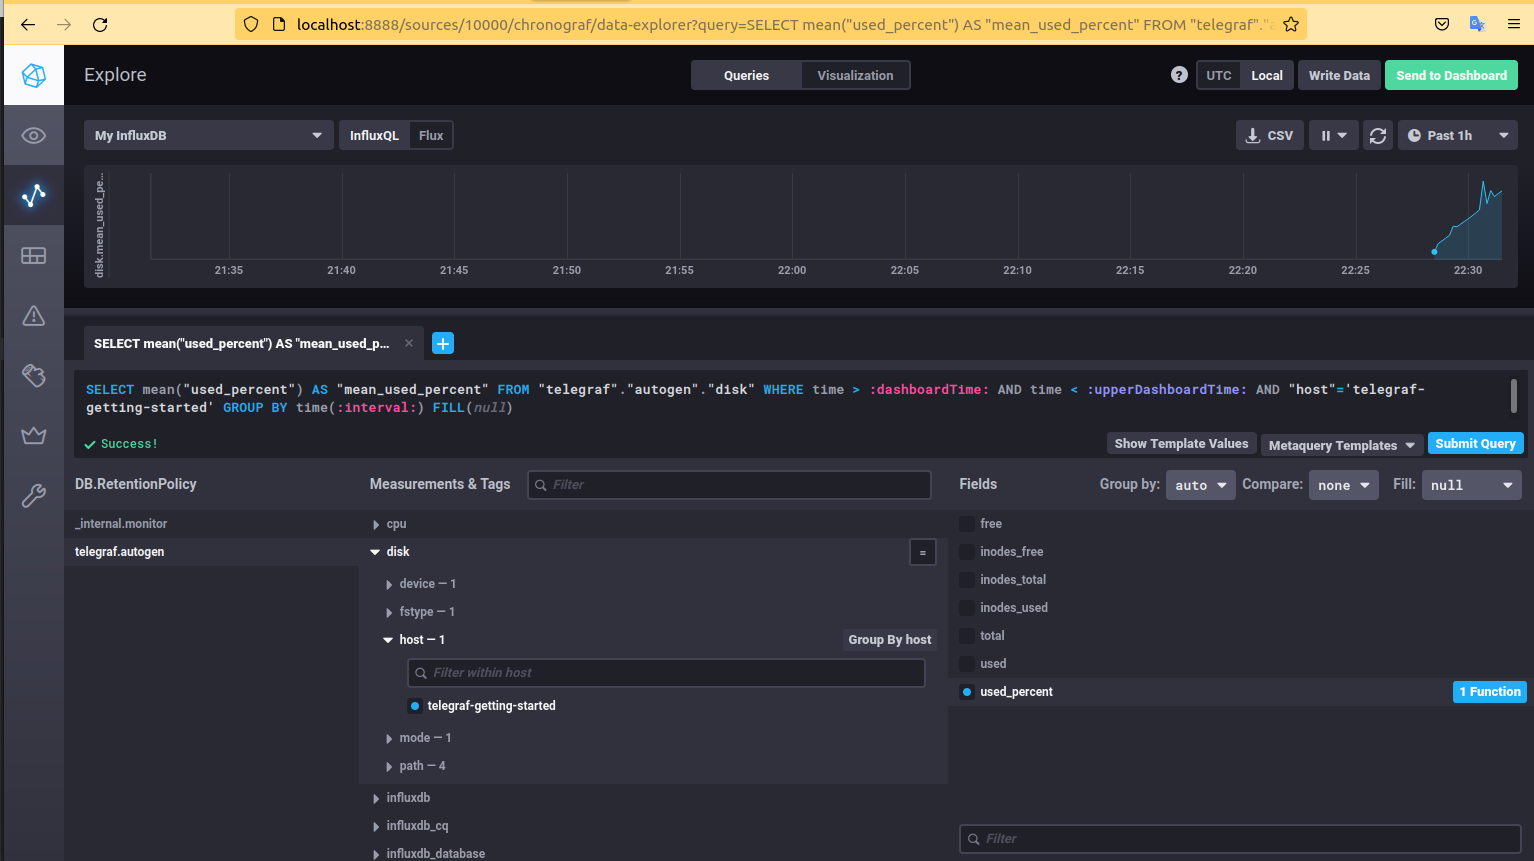 localhost:8888/sources/10000/chronograf/data-explorer?query=SELECT mean("used_percent") AS "mean_used_percent" FROM "telegraf"."a
Explore
Queries
Visualization
?
UTC
Local
Write Data
Send to Dashboard
My InfluxDB
InfluxQL
Flux
CSV
Past 1h
disk.mean_used_pe...
21:35
21:40
21:45
21:50
21:55
22:00
22:05
22:10
22:15
22:20
22:25
22:30
SELECT mean("used_percent") AS "mean_used_p...
SELECT mean("used_percent") AS "mean_used_percent" FROM "telegraf"."autogen"."disk" WHERE time > :dashboardTime: AND time < :upperDashboardTime: AND "host"='telegraf-
getting-started' GROUP BY time(:interval:) FILL(null)
Success!
Show Template Values
Metaquery Templates
Submit Query
DB.RetentionPolicy
Measurements & Tags
Filter
Fields
Group by:
auto
Compare:
none
Fill:
null
_internal.monitor
telegraf.autogen
cpu
disk
=
device — 1
fstype — 1
host — 1
Group By host
Filter within host
telegraf-getting-started
mode — 1
path — 4
influxdb
influxdb_cq
influxdb_database
free
inodes_free
inodes_total
inodes_used
total
used
used_percent
1 Function
Filter